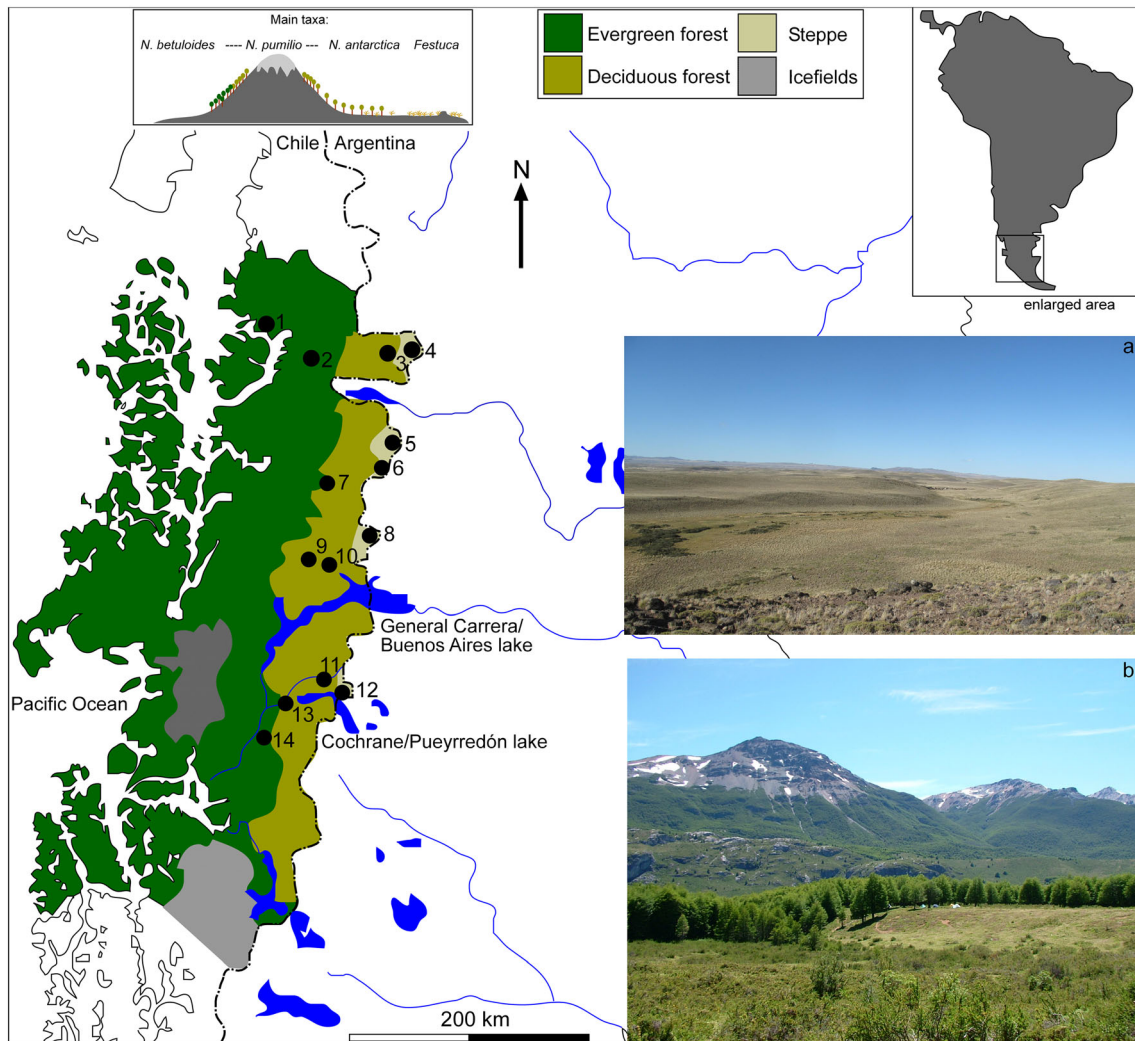 Main taxa:
N. betuloides ---- N. pumilio --- N. antarctica Festuca
Evergreen forest
Steppe
Deciduous forest
Icefields
Chile
Argentina
N
enlarged area
1
2
3
4
a
5
6
7
8
9
10
General Carrera/
Buenos Aires lake
b
11
12
Pacific Ocean
13
14
Cochrane/Pueyrredón lake
200 km